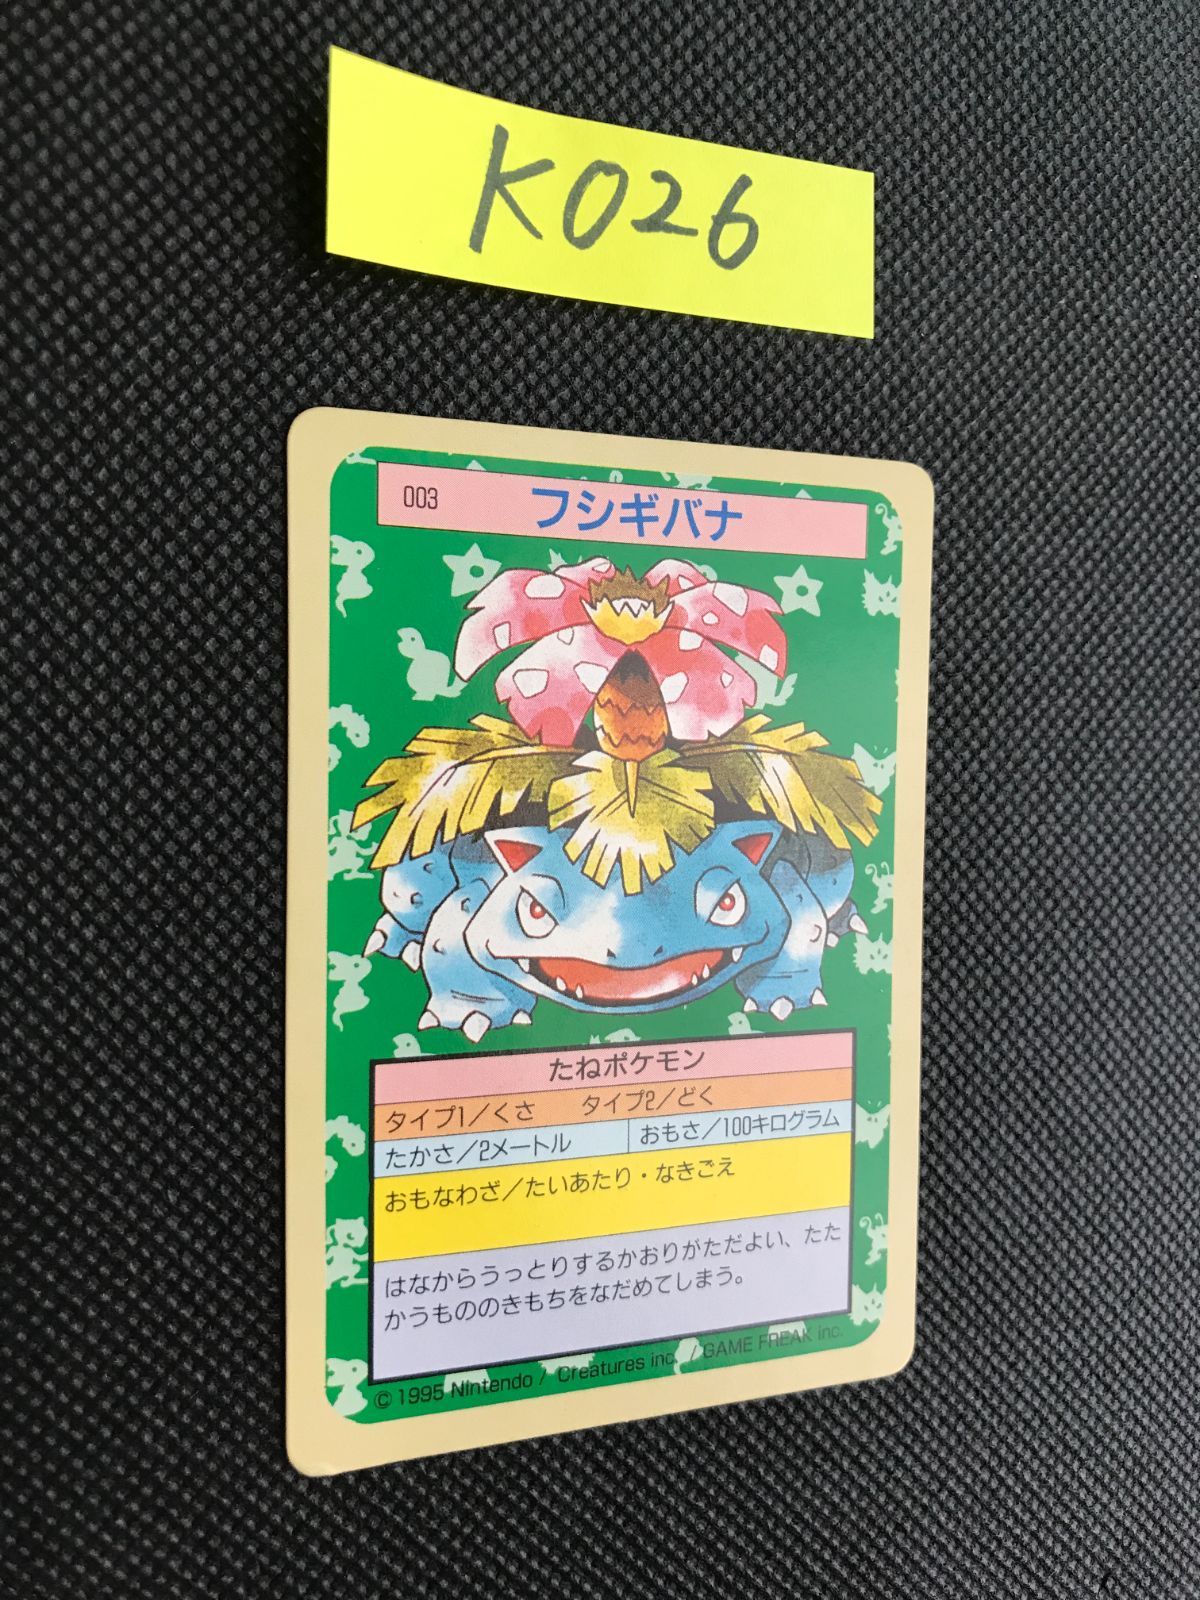 K026
003 フシギバナ
たねポケモン
タイプ1／くさ タイプ2／どく
たかさ／2メートル おもさ／100キログラム
おもなわざ／たいあたり・なきごえ
はなからうっとりするかおりがただよい、たた
かうもののきもちをなだめてしまう。
© 1995 Nintendo / Creatures inc. / GAME FREAK inc.